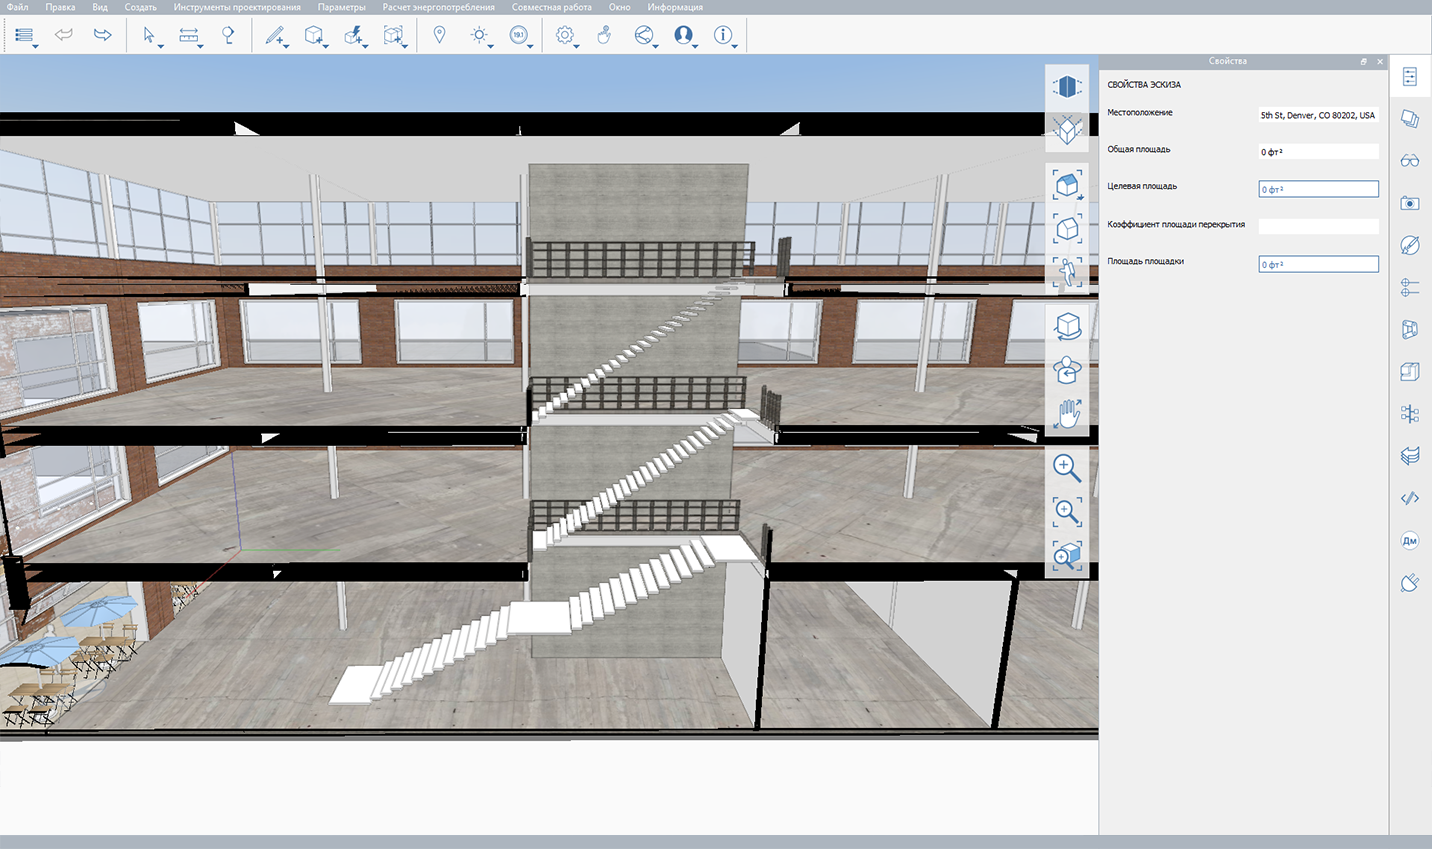 Файл Правка Вид Создать Инструменты проектирования Параметры Расчет энергопотребления Совместная работа Окно Информация
19.1
Свойства
СВОЙСТВА ЭСКИЗА
Местоположение 5th St, Denver, CO 80202, USA
Общая площадь 0 фт²
Целевая площадь 0 фт²
Коэффициент площади перекрытия
Площадь площадки 0 фт²
Дм